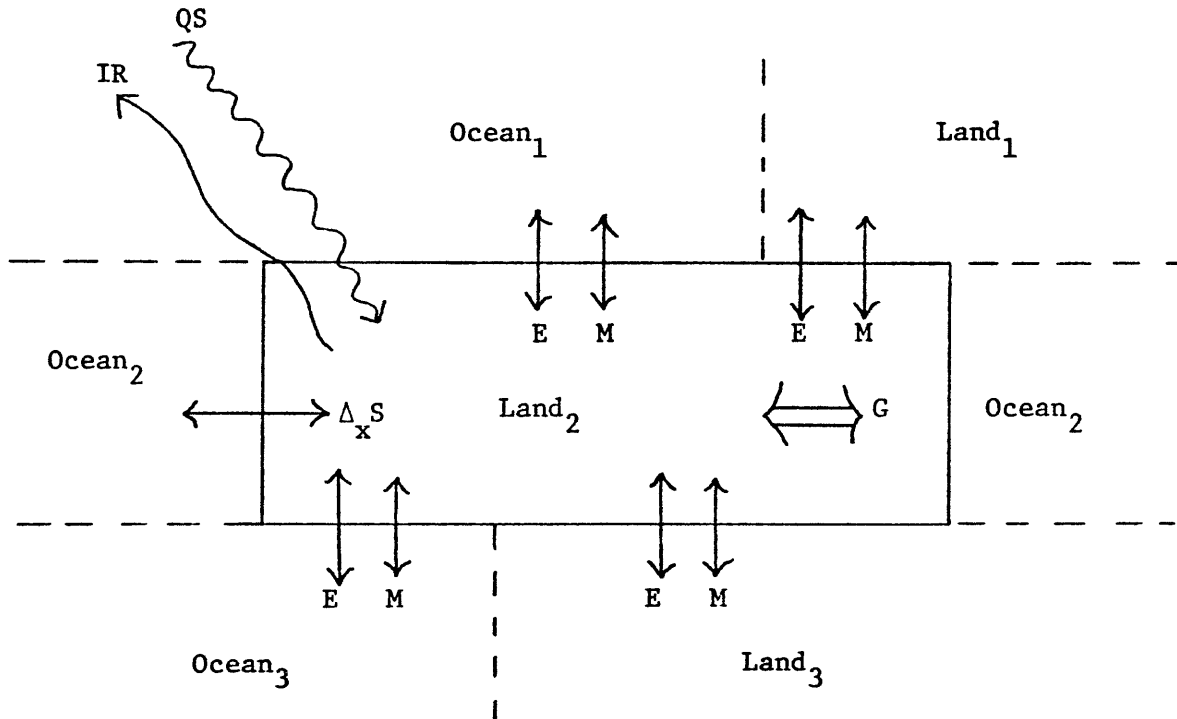 QS
IR
Ocean₁
Land₁
E M
E M
Ocean₂
ΔₓS
Land₂
G
Ocean₂
E M
E M
Ocean₃
Land₃